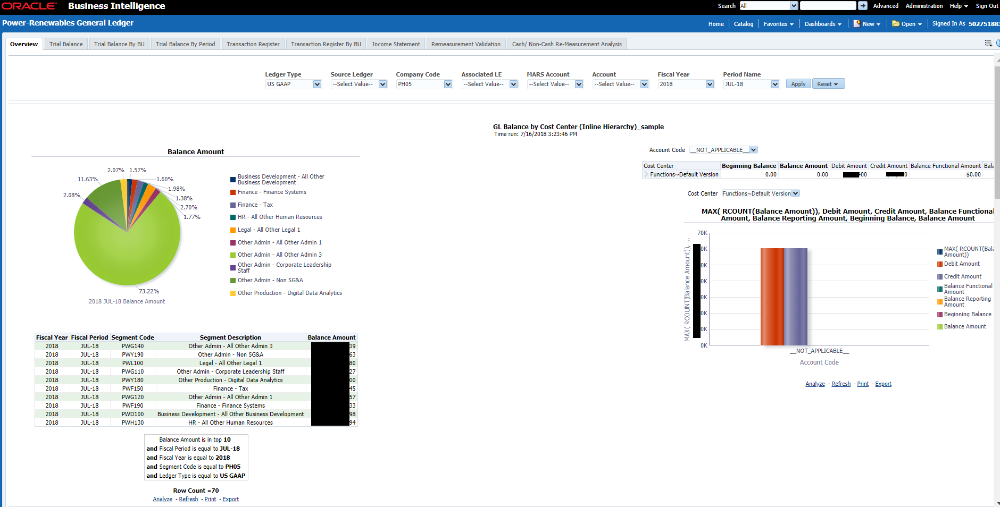 ORACLE Business Intelligence
Search All Advanced Administration Help Sign Out
Power-Renewables General Ledger
Home Catalog Favorites Dashboards New Open Signed In As 50275188
Overview Trial Balance Trial Balance By BU Trial Balance By Period Transaction Register Transaction Register By BU Income Statement Remeasurement Validation Cash/ Non-Cash Re-Measurement Analysis
Ledger Type Source Ledger Company Code Associated LE MARS Account Account Fiscal Year Period Name
US GAAP --Select Value-- PH05 --Select Value-- --Select Value-- --Select Value-- 2018 JUL-18 Apply Reset
GL Balance by Cost Center (Inline Hierarchy)_sample
Time run: 7/16/2018 3:23:46 PM
Balance Amount
2.07% 1.57%
11.63% 1.60%
1.98%
2.08% 1.38%
2.70%
1.77%
73.22%
2018 JUL-18 Balance Amount
Business Development - All Other
Business Development
Finance - Finance Systems
Finance - Tax
HR - All Other Human Resources
Legal - All Other Legal 1
Other Admin - All Other Admin 1
Other Admin - All Other Admin 3
Other Admin - Corporate Leadership
Staff
Other Admin - Non SG&A
Other Production - Digital Data Analytics
Fiscal Year Fiscal Period Segment Code Segment Description Balance Amount
2018 JUL-18 PWG140 Other Admin - All Other Admin 3 39
2018 JUL-18 PWY190 Other Admin - Non SG&A 63
2018 JUL-18 PWL100 Legal - All Other Legal 1 80
2018 JUL-18 PWG110 Other Admin - Corporate Leadership Staff 27
2018 JUL-18 PWY180 Other Production - Digital Data Analytics 00
2018 JUL-18 PWF150 Finance - Tax 45
2018 JUL-18 PWG120 Other Admin - All Other Admin 1 57
2018 JUL-18 PWF190 Finance - Finance Systems 33
2018 JUL-18 PWD100 Business Development - All Other Business Development 98
2018 JUL-18 PWH130 HR - All Other Human Resources 94
Balance Amount is in top 10
and Fiscal Period is equal to JUL-18
and Fiscal Year is equal to 2018
and Segment Code is equal to PH05
and Ledger Type is equal to US GAAP
Row Count =70
Analyze - Refresh - Print - Export
Account Code __NOT_APPLICABLE__
Cost Center Beginning Balance Balance Amount Debit Amount Credit Amount Balance Functional Amount Bala
Functions~Default Version 0.00 0.00 00 0 $0.00
Cost Center Functions~Default Version
MAX( RCOUNT(Balance Amount)), Debit Amount, Credit Amount, Balance Functional
Amount, Balance Reporting Amount, Beginning Balance, Balance Amount
MAX( RCOUNT(Balance Amount)), ...
70K
0K
0K
0K
0K
0K
0K
0K
__NOT_APPLICABLE__
Account Code
MAX( RCOUNT(Bala
Amount))
Debit Amount
Credit Amount
Balance Functional
Amount
Balance Reporting
Amount
Beginning Balance
Balance Amount
Analyze - Refresh - Print - Export